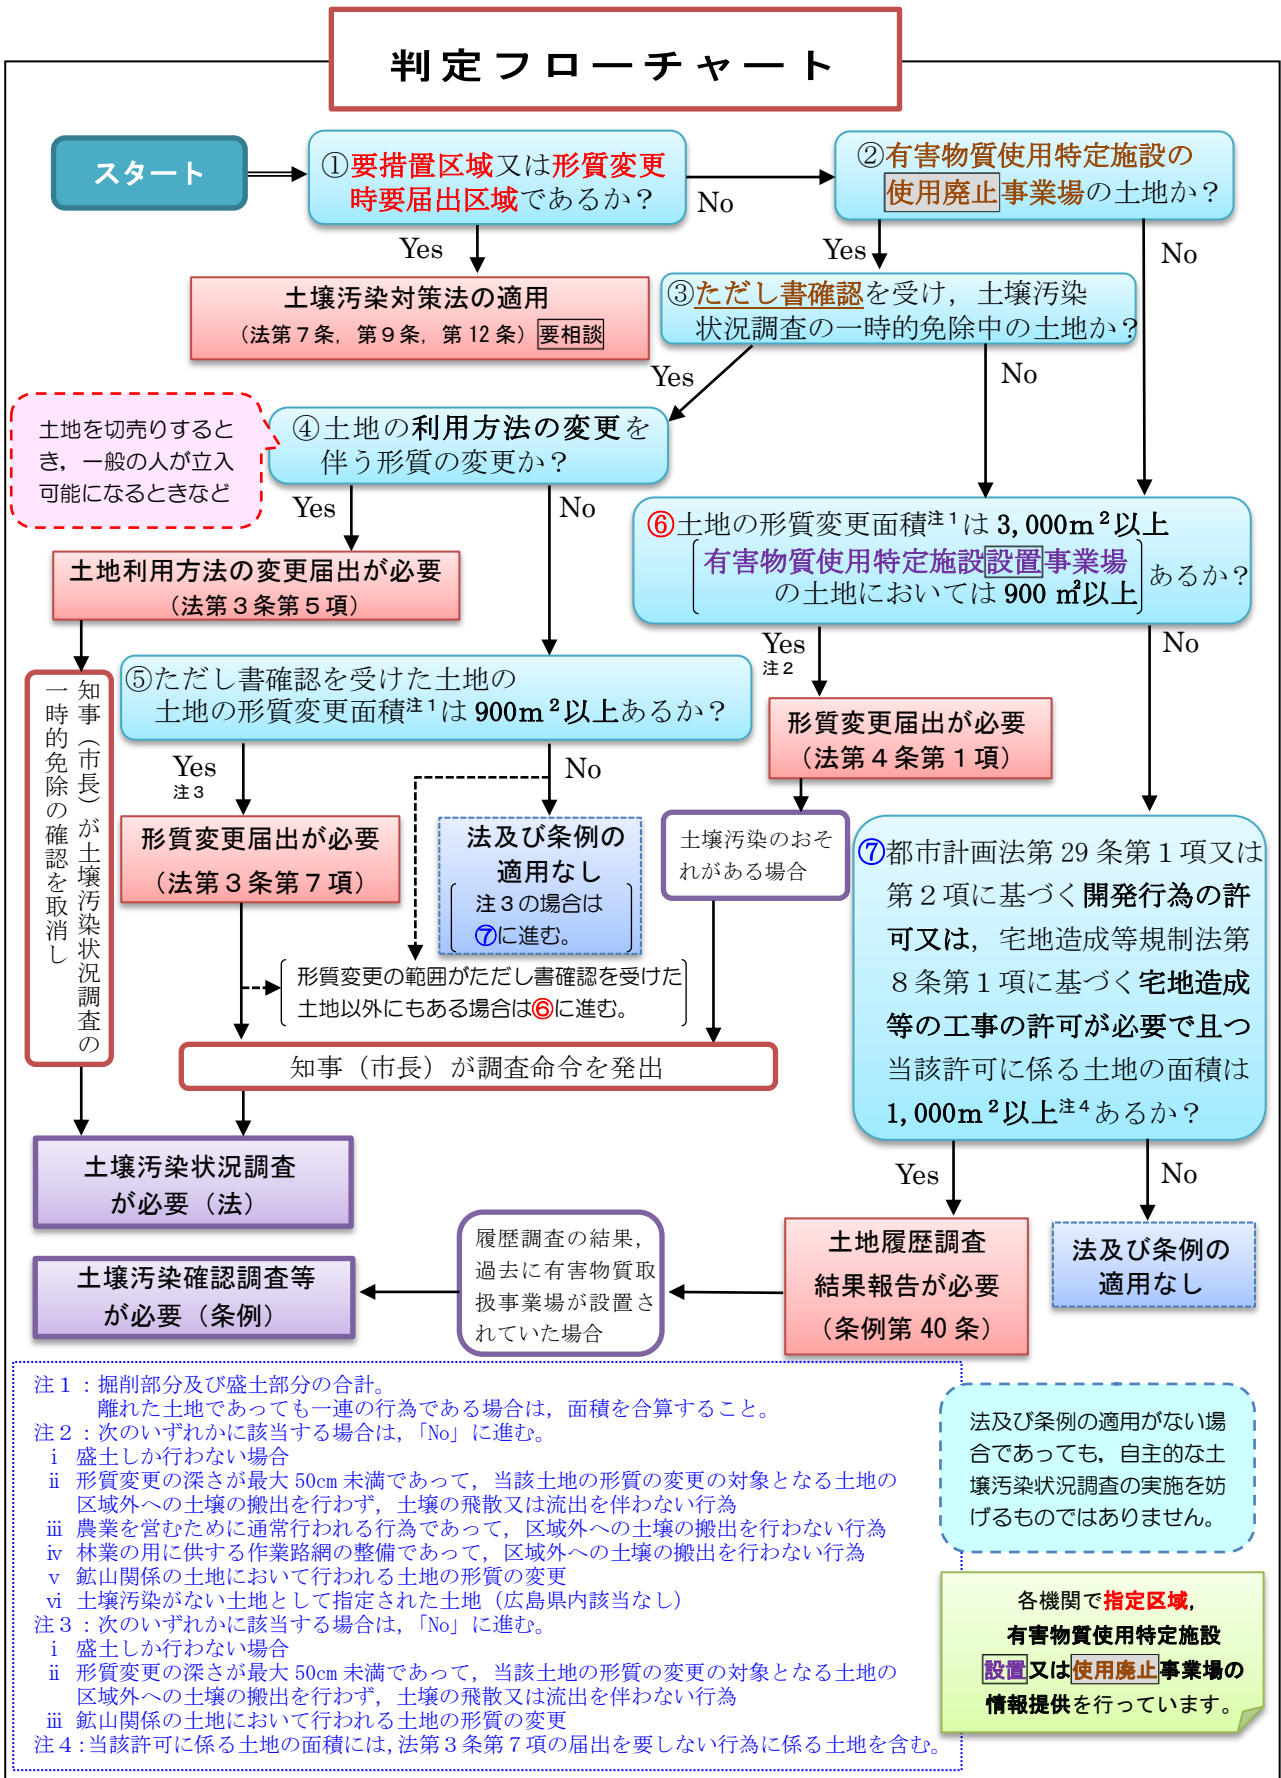 判定フローチャート
スタート
①要措置区域又は形質変更
時要届出区域であるか？
No
②有害物質使用特定施設の
使用廃止事業場の土地か？
Yes
Yes
No
土壌汚染対策法の適用
（法第７条，第９条，第12条）要相談
③ただし書確認を受け，土壌汚染
状況調査の一時的免除中の土地か？
Yes
No
土地を切売りすると
き，一般の人が立入
可能になるときなど
④土地の利用方法の変更を
伴う形質の変更か？
Yes
No
⑥土地の形質変更面積注１は 3,000m²以上
有害物質使用特定施設設置事業場
の土地においては 900 ㎡以上
あるか？
土地利用方法の変更届出が必要
（法第３条第５項）
Yes
注２
No
知事（市長）が土壌汚染状況調査の
一時的免除の確認を取消し
⑤ただし書確認を受けた土地の
土地の形質変更面積注１は 900m²以上あるか？
形質変更届出が必要
（法第４条第１項）
Yes
注３
No
形質変更届出が必要
（法第３条第７項）
法及び条例の
適用なし
注３の場合は
⑦に進む。
土壌汚染のおそ
れがある場合
⑦都市計画法第 29 条第１項又は
第２項に基づく開発行為の許
可又は，宅地造成等規制法第
８条第１項に基づく宅地造成
等の工事の許可が必要で且つ
当該許可に係る土地の面積は
1,000m²以上注４あるか？
形質変更の範囲がただし書確認を受けた
土地以外にもある場合は⑥に進む。
知事（市長）が調査命令を発出
土壌汚染状況調査
が必要（法）
Yes
No
履歴調査の結果，
過去に有害物質取
扱事業場が設置さ
れていた場合
土地履歴調査
結果報告が必要
（条例第 40 条）
法及び条例の
適用なし
土壌汚染確認調査等
が必要（条例）
注１：掘削部分及び盛土部分の合計。
離れた土地であっても一連の行為である場合は，面積を合算すること。
注２：次のいずれかに該当する場合は，「No」に進む。
ⅰ 盛土しか行わない場合
ⅱ 形質変更の深さが最大 50cm 未満であって，当該土地の形質の変更の対象となる土地の
区域外への土壌の搬出を行わず，土壌の飛散又は流出を伴わない行為
ⅲ 農業を営むために通常行われる行為であって，区域外への土壌の搬出を行わない行為
ⅳ 林業の用に供する作業路網の整備であって，区域外への土壌の搬出を行わない行為
ⅴ 鉱山関係の土地において行われる土地の形質の変更
ⅵ 土壌汚染がない土地として指定された土地（広島県内該当なし）
注３：次のいずれかに該当する場合は，「No」に進む。
ⅰ 盛土しか行わない場合
ⅱ 形質変更の深さが最大 50cm 未満であって，当該土地の形質の変更の対象となる土地の
区域外への土壌の搬出を行わず，土壌の飛散又は流出を伴わない行為
ⅲ 鉱山関係の土地において行われる土地の形質の変更
注４:当該許可に係る土地の面積には,法第３条第７項の届出を要しない行為に係る土地を含む。
法及び条例の適用がない場
合であっても，自主的な土
壌汚染状況調査の実施を妨
げるものではありません。
各機関で指定区域，
有害物質使用特定施設
設置又は使用廃止事業場の
情報提供を行っています。